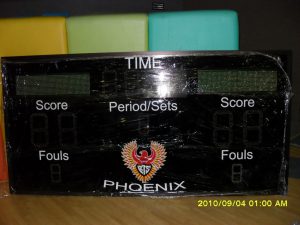 TIME
Score Period/Sets Score
Fouls Fouls
PHOENIX
2010/09/04 01:00 AM